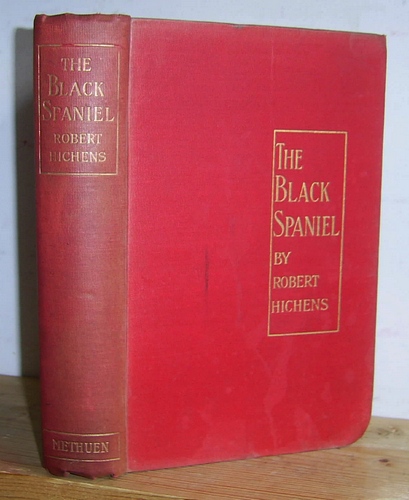 THE
BLACK
SPANIEL
ROBERT
HICHENS
METHUEN
THE
BLACK
SPANIEL
BY
ROBERT
HICHENS